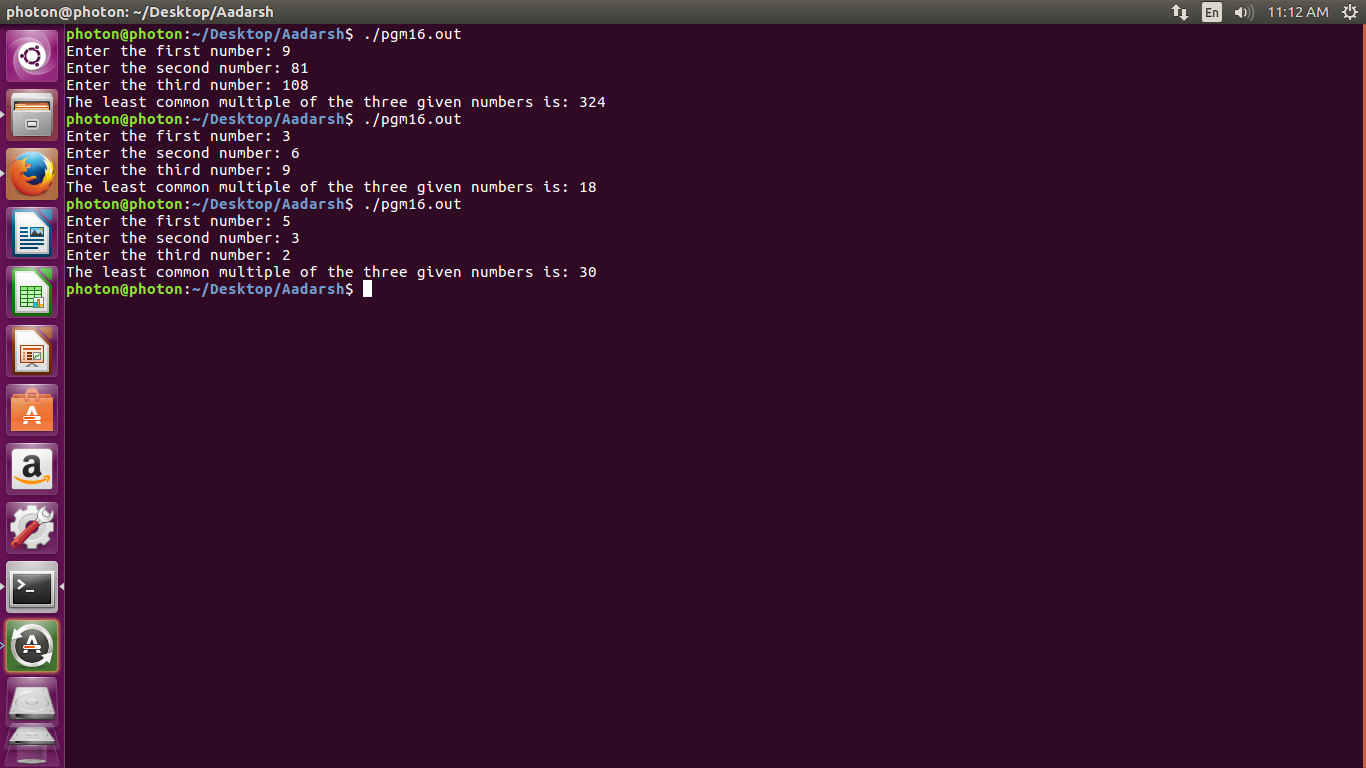 photon@photon: ~/Desktop/Aadarsh
En
11:12 AM
photon@photon:~/Desktop/Aadarsh$ ./pgm16.out
Enter the first number: 9
Enter the second number: 81
Enter the third number: 108
The least common multiple of the three given numbers is: 324
photon@photon:~/Desktop/Aadarsh$ ./pgm16.out
Enter the first number: 3
Enter the second number: 6
Enter the third number: 9
The least common multiple of the three given numbers is: 18
photon@photon:~/Desktop/Aadarsh$ ./pgm16.out
Enter the first number: 5
Enter the second number: 3
Enter the third number: 2
The least common multiple of the three given numbers is: 30
photon@photon:~/Desktop/Aadarsh$